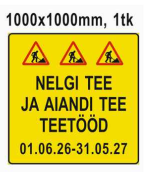 1000x1000mm, 1tk
NELGI TEE
JA AIANDI TEE
TEETÖÖD
01.06.26-31.05.27